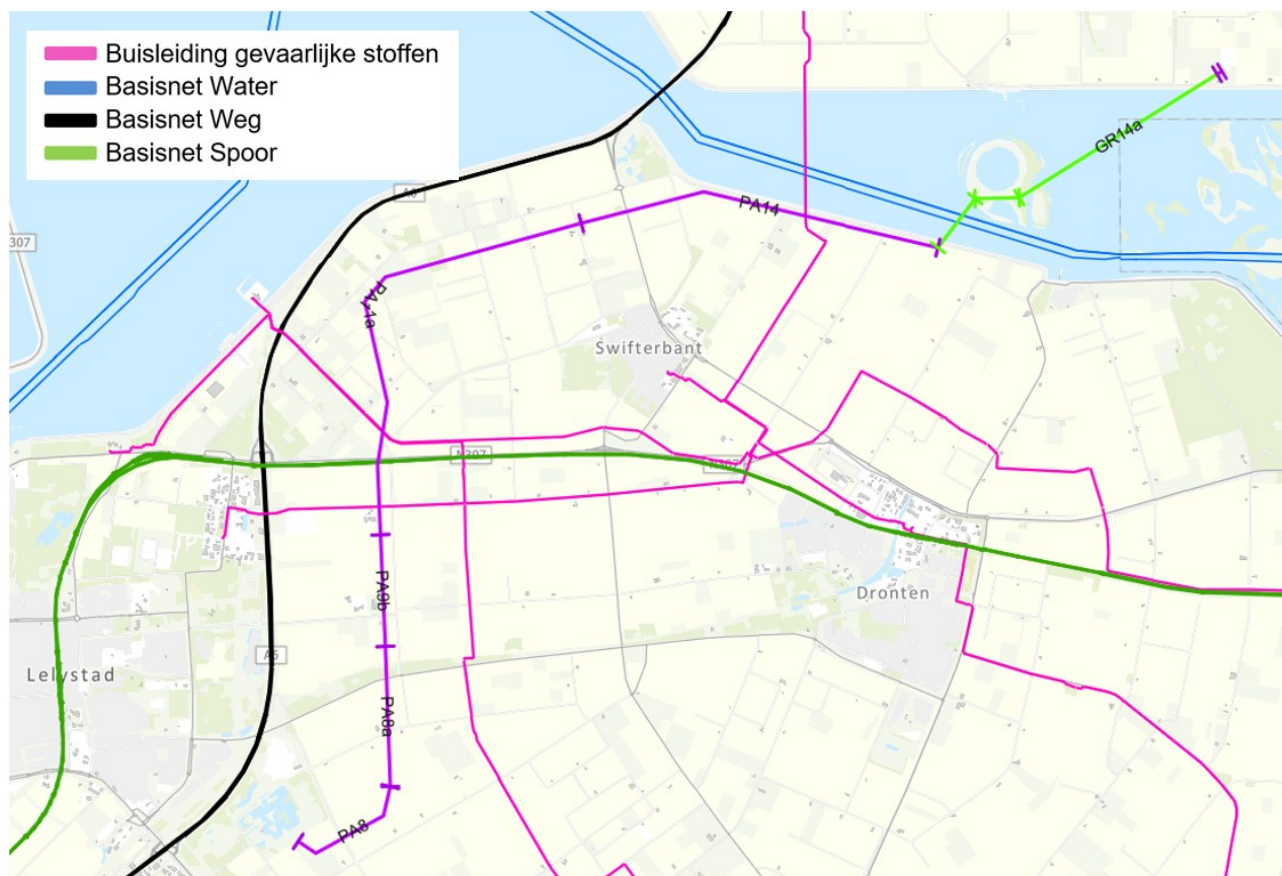 Buisleiding gevaarlijke stoffen
Basisnet Water
Basisnet Weg
Basisnet Spoor
GR14a
A6
PA14
307
PA11a
Swifterbant
N307
N307
PA9b
Dronten
Lelystad
A6
PA8a
PA8